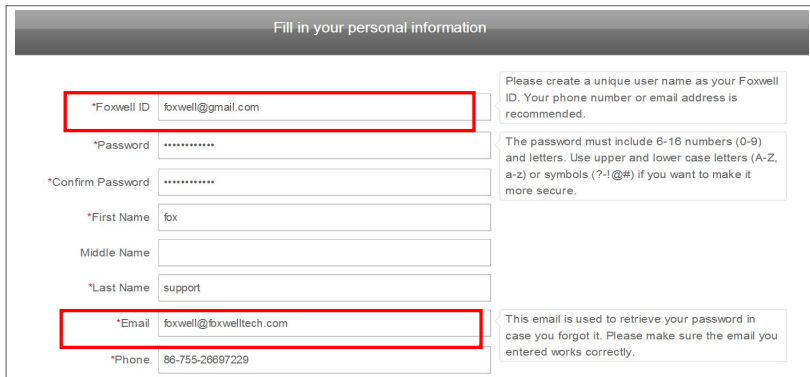 Fill in your personal information
*Foxwell ID foxwell@gmail.com
Please create a unique user name as your Foxwell
ID. Your phone number or email address is
recommended.
*Password ••••••••••••
The password must include 6-16 numbers (0-9)
and letters. Use upper and lower case letters (A-Z,
a-z) or symbols (?-!@#) if you want to make it
more secure.
*Confirm Password ••••••••••••
*First Name fox
Middle Name
*Last Name support
*Email foxwell@foxwelltech.com
This email is used to retrieve your password in
case you forgot it. Please make sure the email you
entered works correctly.
*Phone 86-755-26697229